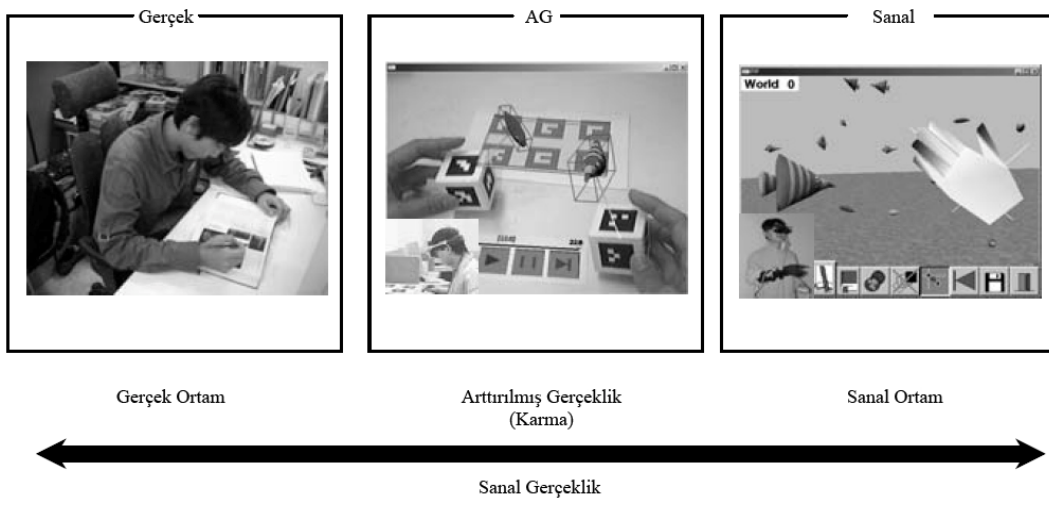 Gerçek
AG
Sanal
World 0
Gerçek Ortam
Arttırılmış Gerçeklik
(Karma)
Sanal Ortam
Sanal Gerçeklik